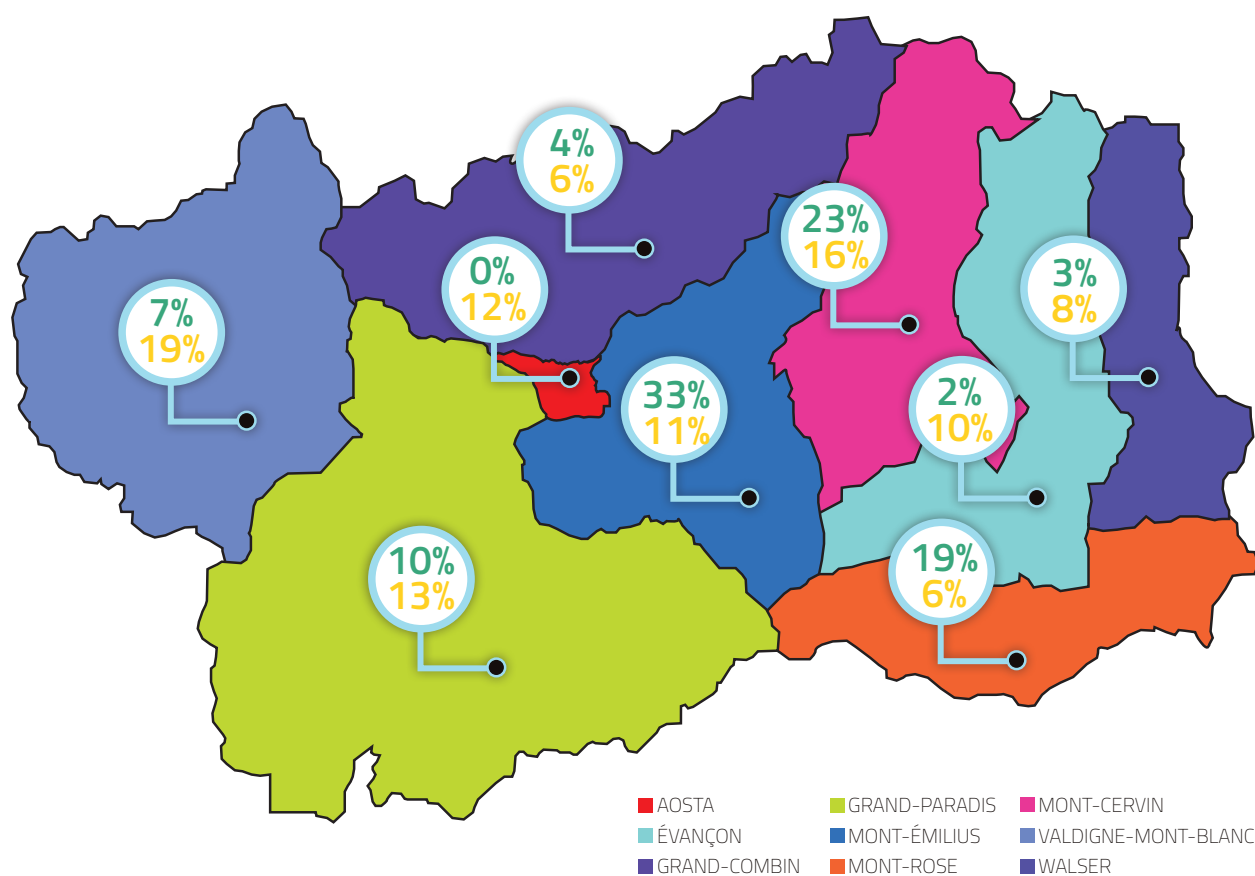 4%
6%
23%
16%
0%
12%
3%
8%
7%
19%
33%
11%
2%
10%
10%
13%
19%
6%
AOSTA
ÉVANÇON
GRAND-COMBIN
GRAND-PARADIS
MONT-ÉMILIUS
MONT-ROSE
MONT-CERVIN
VALDIGNE-MONT-BLANC
WALSER